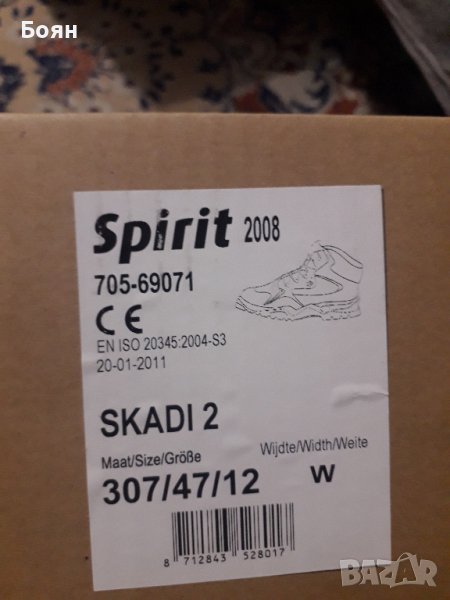 Боян
Spirit 2008
705-69071
CE
EN ISO 20345:2004-S3
20-01-2011
SKADI 2
Maat/Size/Größe
Wijdte/Width/Weite
307/47/12
W
8 712843 528017
BAZAR